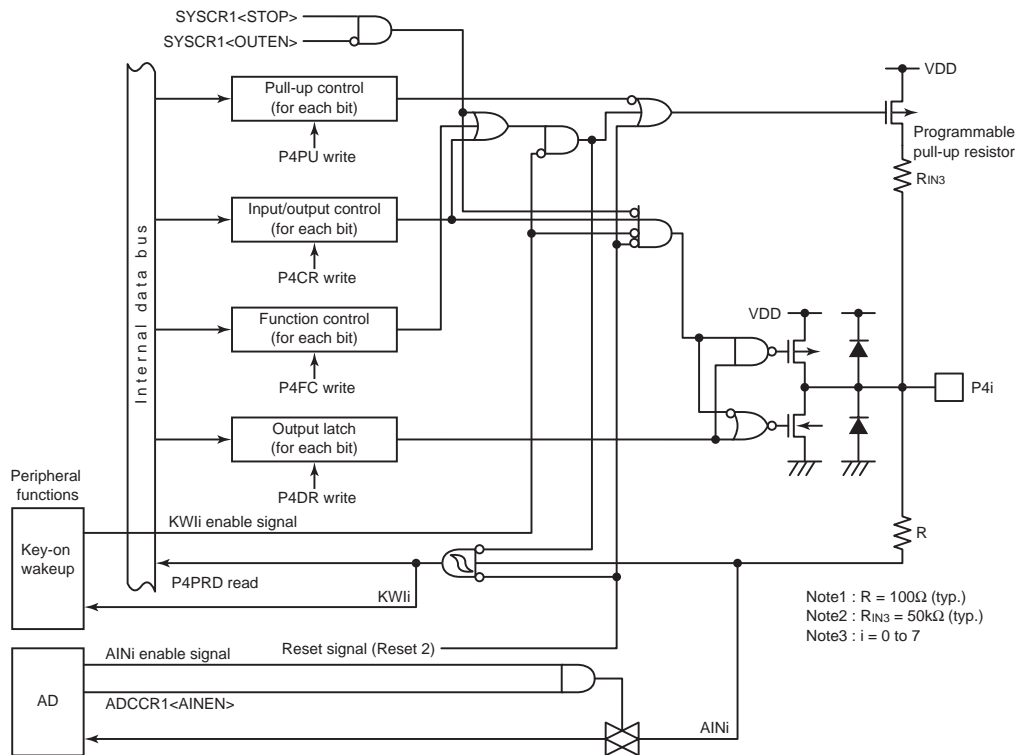 SYSCR1<STOP>
SYSCR1<OUTEN>
VDD
Pull-up control
(for each bit)
P4PU write
Programmable
pull-up resistor
RIN3
Input/output control
(for each bit)
P4CR write
Internal data bus
Function control
(for each bit)
P4FC write
VDD
P4i
Output latch
(for each bit)
P4DR write
Peripheral
functions
KWIi enable signal
Key-on
wakeup
R
P4PRD read
KWIi
Note1 : R = 100Ω (typ.)
Note2 : RIN3 = 50kΩ (typ.)
Note3 : i = 0 to 7
Reset signal (Reset 2)
AINi enable signal
AD
ADCCR1<AINEN>
AINi